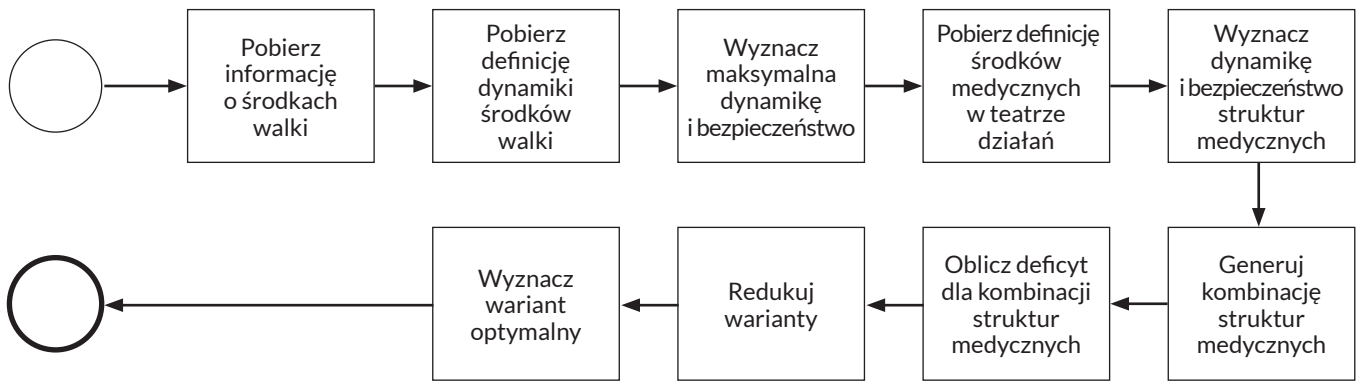 Pobierz
informację
o środkach
walki
Pobierz
definicję
dynamiki
środków
walki
Wyznacz
maksymalna
dynamikę
i bezpieczeństwo
Pobierz definicję
środków
medycznych
w teatrze
działań
Wyznacz
dynamikę
i bezpieczeństwo
struktur
medycznych
Wyznacz
wariant
optymalny
Redukuj
warianty
Oblicz deficyt
dla kombinacji
struktur
medycznych
Generuj
kombinację
struktur
medycznych